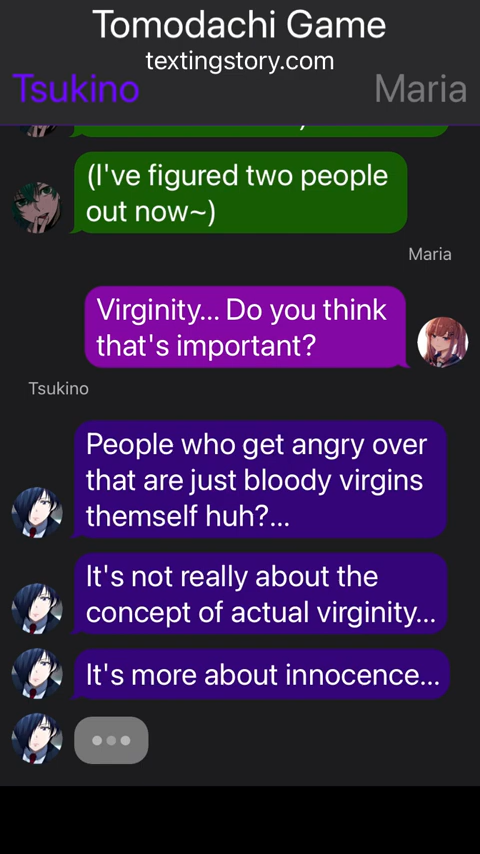 Tomodachi Game
textingstory.com
Tsukino
Maria
(I've figured two people
out now~)
Maria
Virginity... Do you think
that's important?
Tsukino
People who get angry over
that are just bloody virgins
themself huh?...
It's not really about the
concept of actual virginity...
It's more about innocence...